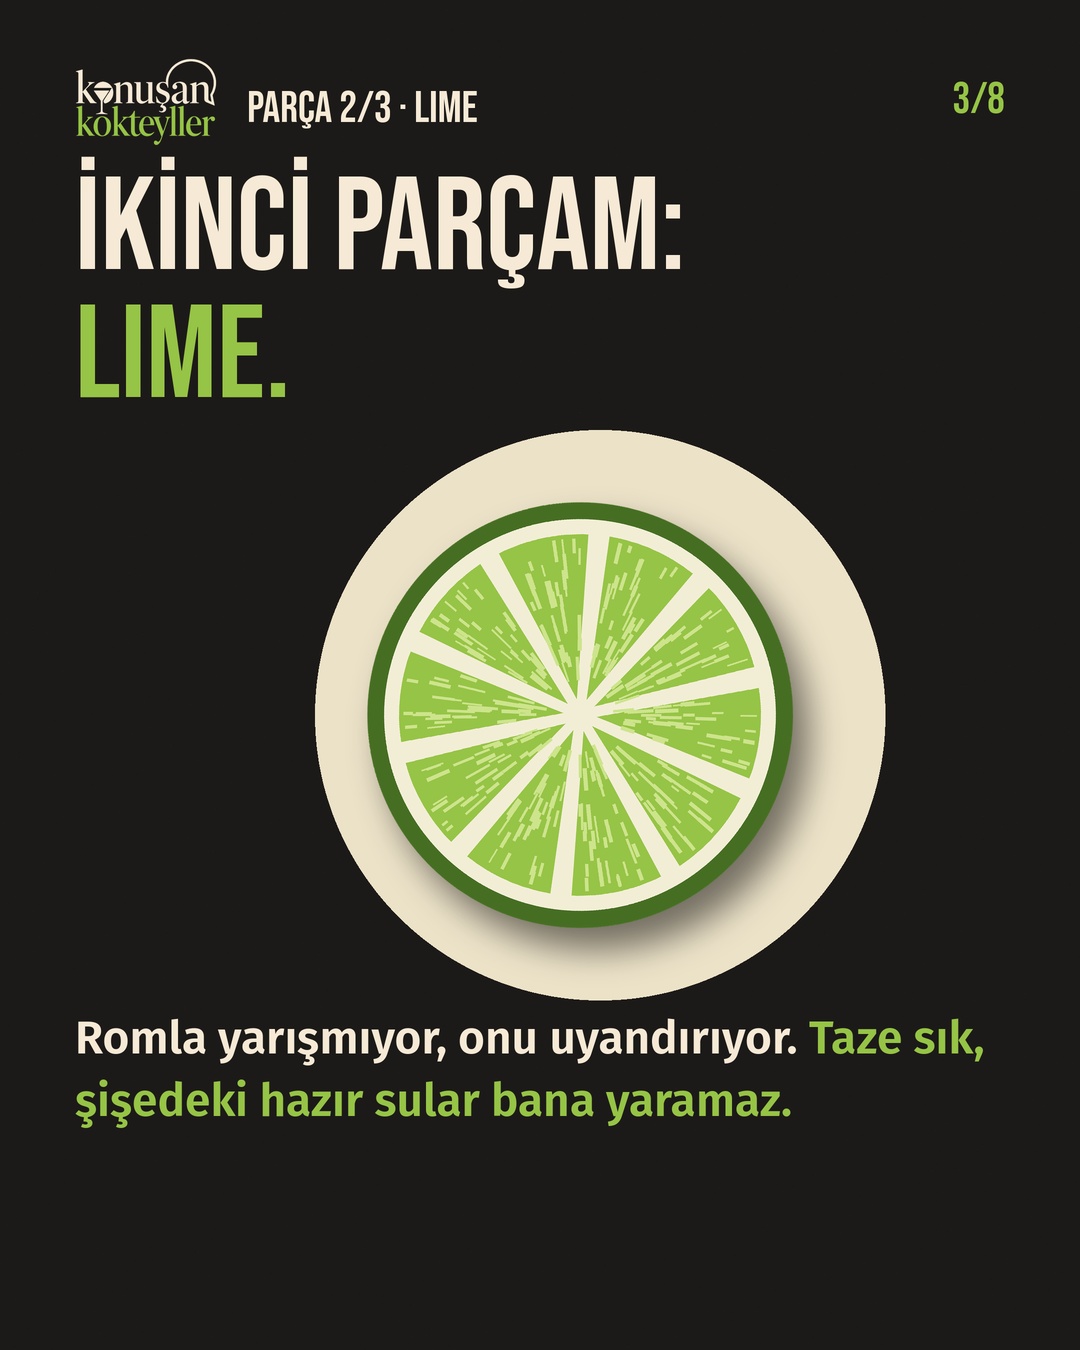 konuşan
kokteyller
PARÇA 2/3 · LIME
3/8
İKİNCİ PARÇAM:
LIME.
Romla yarışmıyor, onu uyandırıyor. Taze sık,
şişedeki hazır sular bana yaramaz.